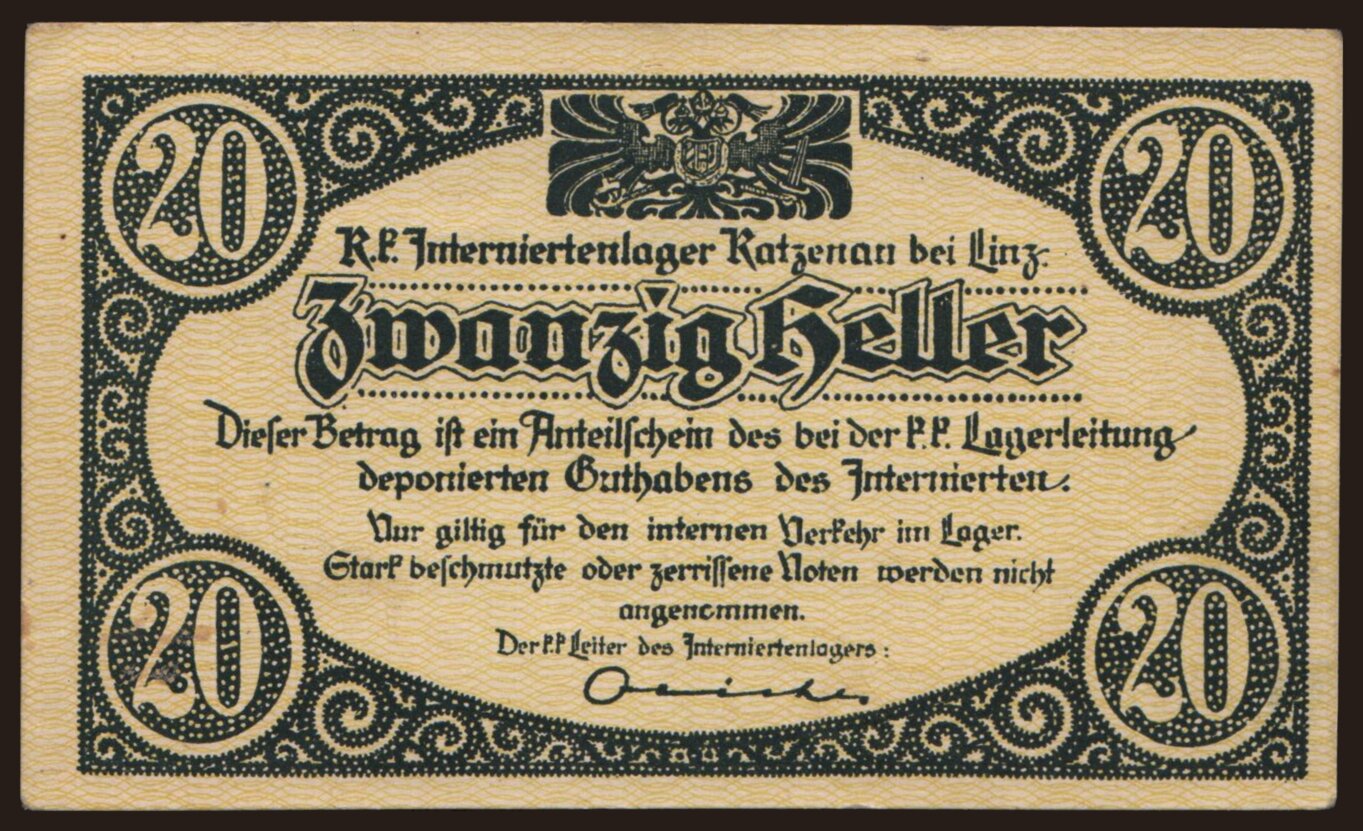 20 20
K.k. Interniertenlager Katzenau bei Linz.
Zwanzig Heller
Dieser Betrag ist ein Anteilschein des bei der k.k. Lagerleitung
deponierten Guthabens des Internierten.
Nur giltig für den internen Verkehr im Lager.
Stark beschmutzte oder zerrissene Noten werden nicht
angenommen.
Der k.k Leiter des Interniertenlagers:
20 20